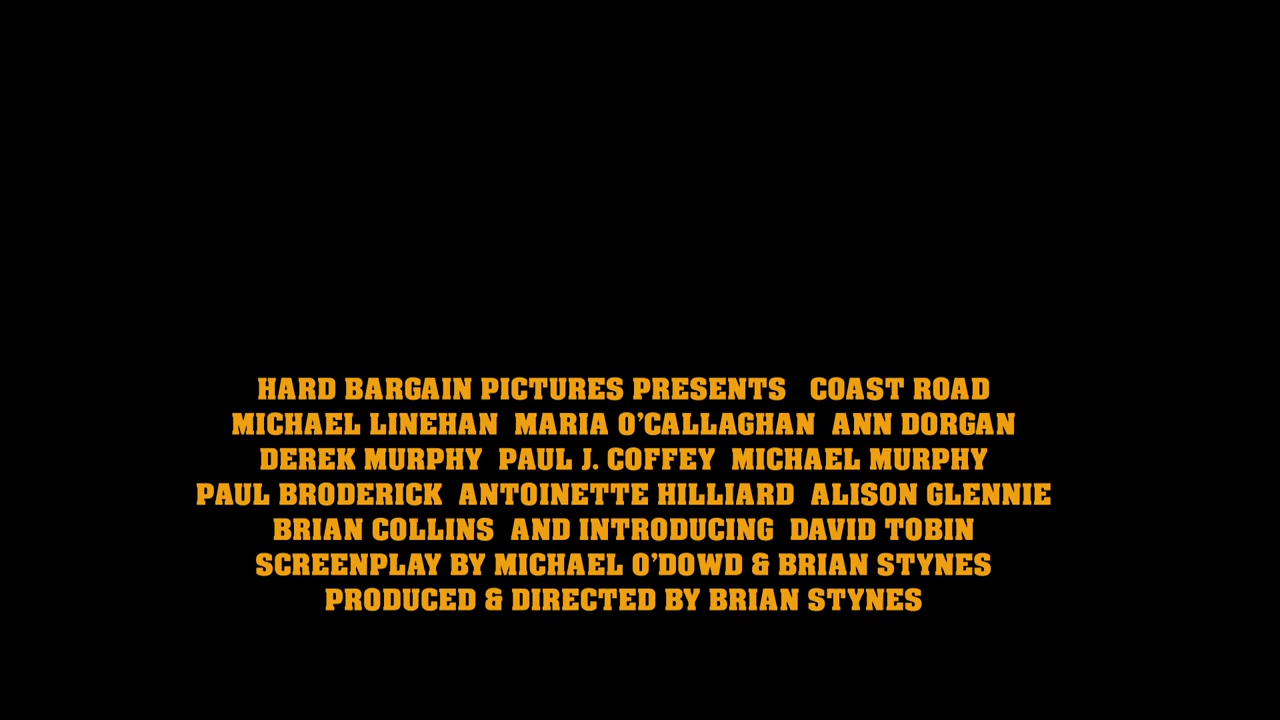 HARD BARGAIN PICTURES PRESENTS COAST ROAD
MICHAEL LINEHAN MARIA O'CALLAGHAN ANN DORGAN
DEREK MURPHY PAUL J. COFFEY MICHAEL MURPHY
PAUL BRODERICK ANTOINETTE HILLIARD ALISON GLENNIE
BRIAN COLLINS AND INTRODUCING DAVID TOBIN
SCREENPLAY BY MICHAEL O'DOWD & BRIAN STYNES
PRODUCED & DIRECTED BY BRIAN STYNES